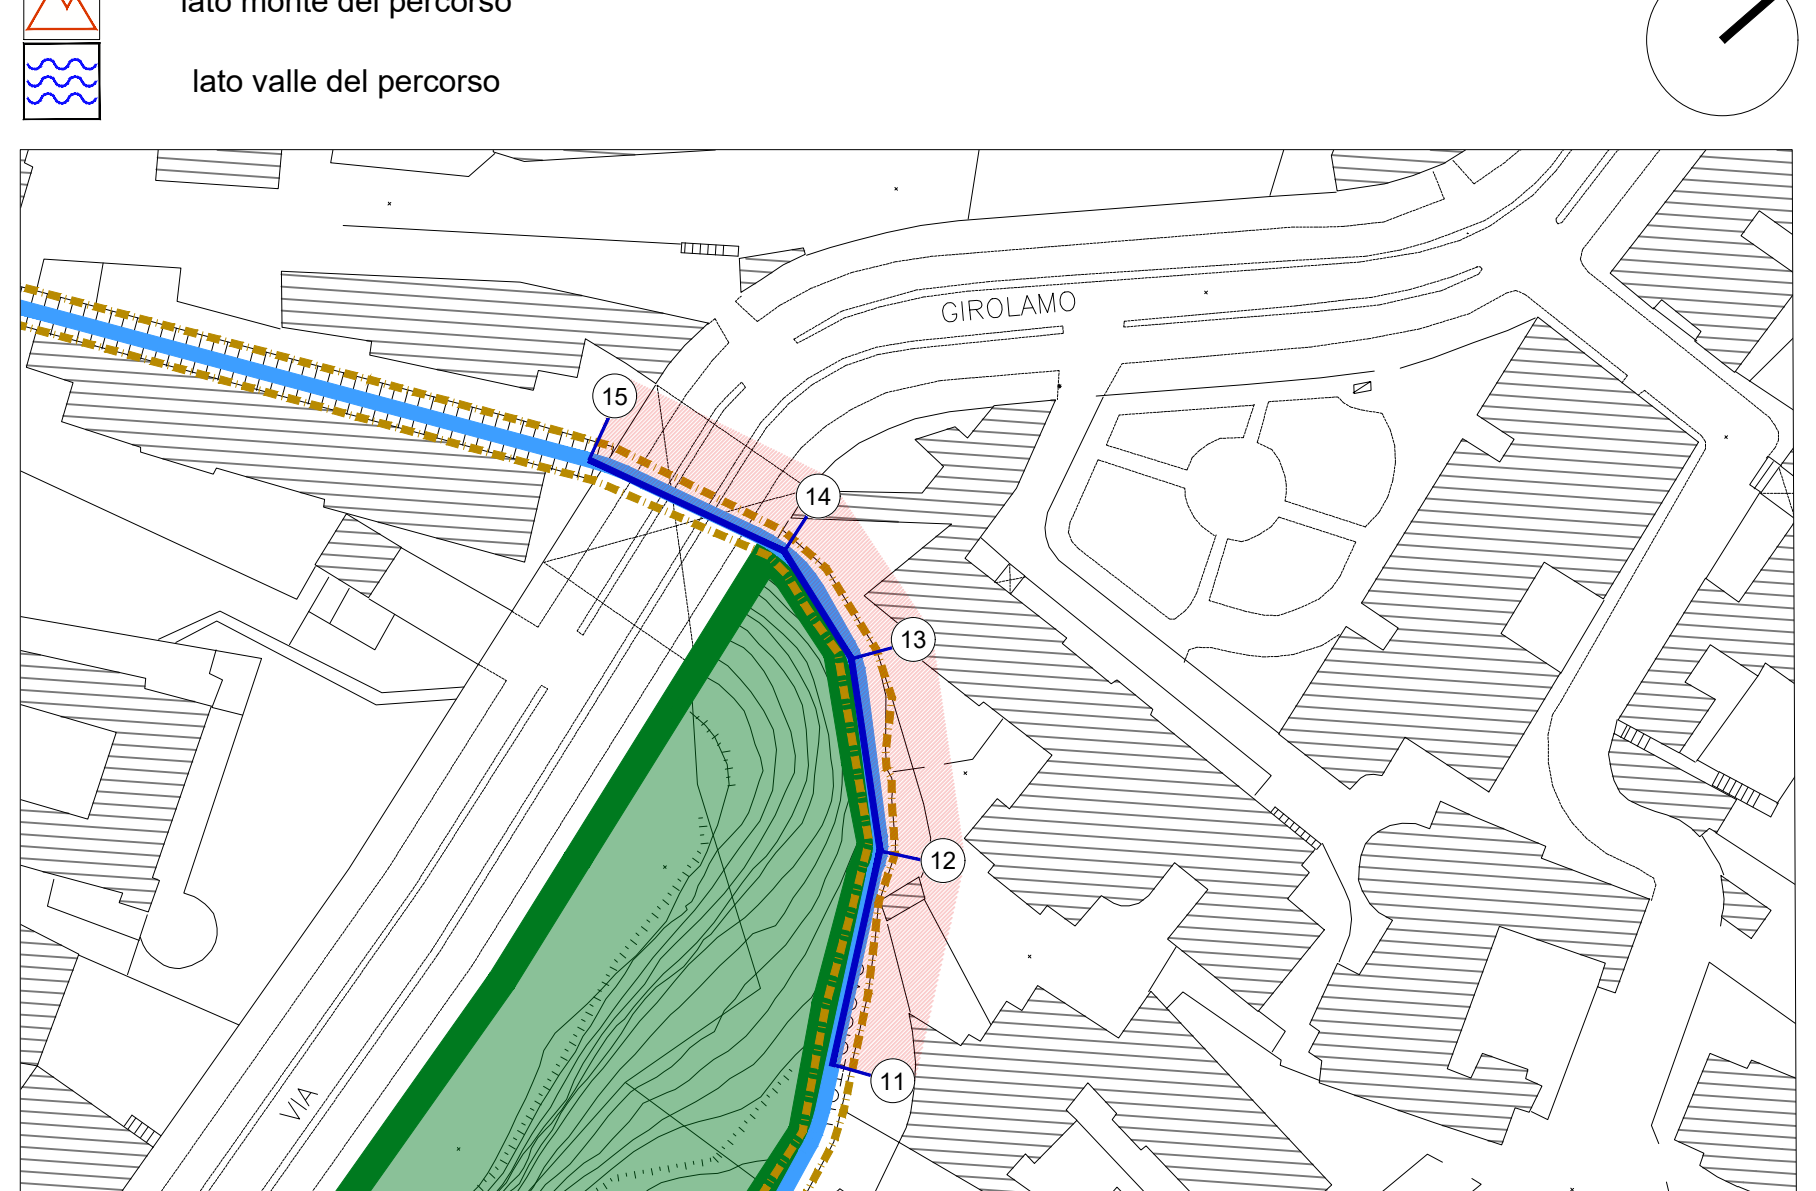 lato monte del percorso
lato valle del percorso
GIROLAMO
15
14
13
12
11
VIA